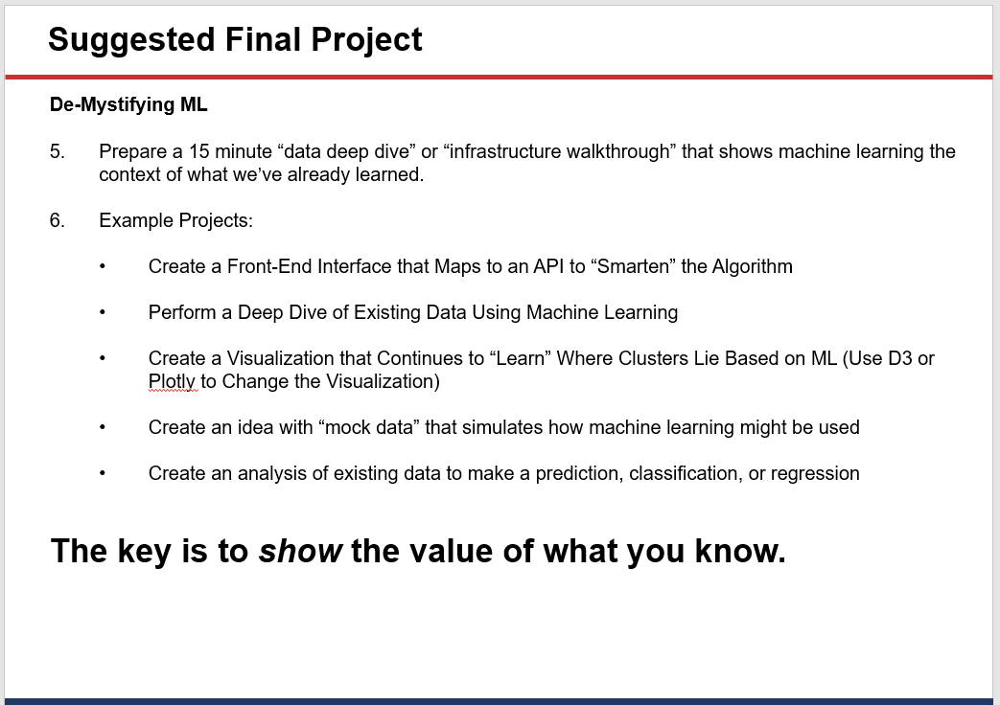 Suggested Final Project
De-Mystifying ML
5. Prepare a 15 minute “data deep dive” or “infrastructure walkthrough” that shows machine learning the
context of what we’ve already learned.
6. Example Projects:
• Create a Front-End Interface that Maps to an API to “Smarten” the Algorithm
• Perform a Deep Dive of Existing Data Using Machine Learning
• Create a Visualization that Continues to “Learn” Where Clusters Lie Based on ML (Use D3 or
Plotly to Change the Visualization)
• Create an idea with “mock data” that simulates how machine learning might be used
• Create an analysis of existing data to make a prediction, classification, or regression
The key is to show the value of what you know.